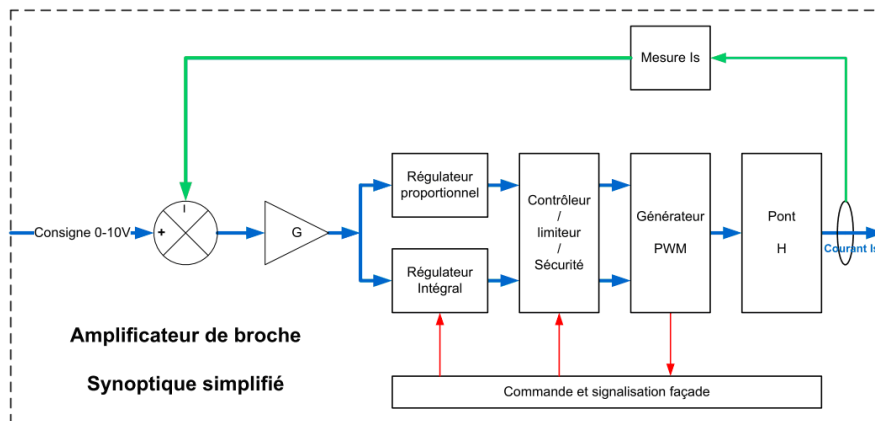 Mesure Is
Consigne 0-10V
+
I
G
Régulateur
proportionnel
Régulateur
Intégral
Contrôleur
/
limiteur
/
Sécurité
Générateur
PWM
Pont
H
Courant Is
Amplificateur de broche
Synoptique simplifié
Commande et signalisation façade